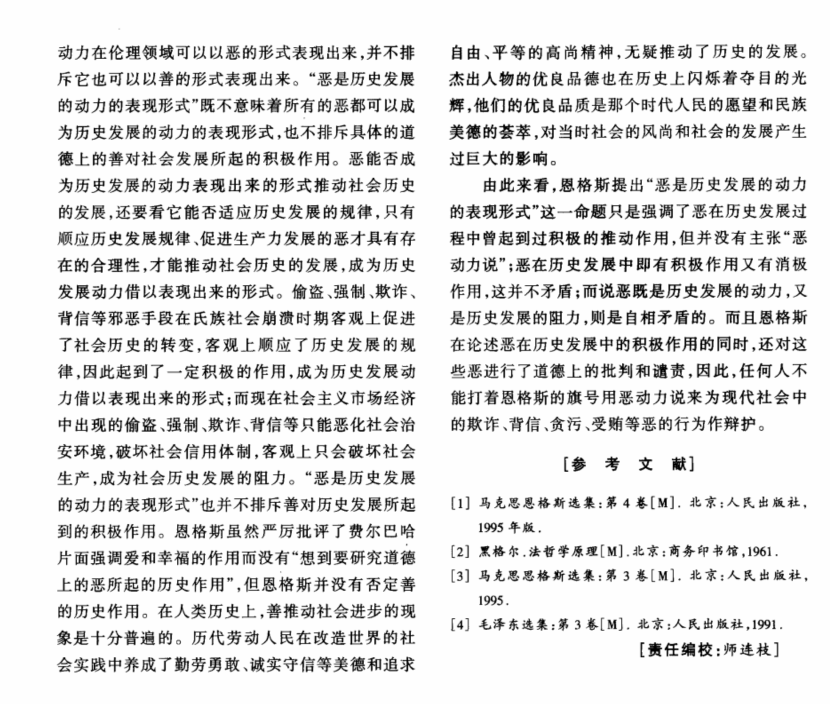 动力在伦理领域可以以恶的形式表现出来,并不排
斥它也可以以善的形式表现出来。“恶是历史发展
的动力的表现形式”既不意味着所有的恶都可以成
为历史发展的动力的表现形式,也不排斥具体的道
德上的善对社会发展所起的积极作用。恶能否成
为历史发展的动力表现出来的形式推动社会历史
的发展,还要看它能否适应历史发展的规律,只有
顺应历史发展规律、促进生产力发展的恶才具有存
在的合理性,才能推动社会历史的发展,成为历史
发展动力借以表现出来的形式。偷盗、强制、欺诈、
背信等邪恶手段在氏族社会崩溃时期客观上促进
了社会历史的转变,客观上顺应了历史发展的规
律,因此起到了一定积极的作用,成为历史发展动
力借以表现出来的形式;而现在社会主义市场经济
中出现的偷盗、强制、欺诈、背信等只能恶化社会治
安环境,破坏社会信用体制,客观上只会破坏社会
生产,成为社会历史发展的阻力。“恶是历史发展
的动力的表现形式”也并不排斥善对历史发展所起
到的积极作用。恩格斯虽然严厉批评了费尔巴哈
片面强调爱和幸福的作用而没有“想到要研究道德
上的恶所起的历史作用”,但恩格斯并没有否定善
的历史作用。在人类历史上,善推动社会进步的现
象是十分普遍的。历代劳动人民在改造世界的社
会实践中养成了勤劳勇敢、诚实守信等美德和追求
自由、平等的高尚精神,无疑推动了历史的发展。
杰出人物的优良品德也在历史上闪烁着夺目的光
辉,他们的优良品质是那个时代人民的愿望和民族
美德的荟萃,对当时社会的风尚和社会的发展产生
过巨大的影响。
由此来看,恩格斯提出“恶是历史发展的动力
的表现形式”这一命题只是强调了恶在历史发展过
程中曾起到过积极的推动作用,但并没有主张“恶
动力说”;恶在历史发展中即有积极作用又有消极
作用,这并不矛盾;而说恶既是历史发展的动力,又
是历史发展的阻力,则是自相矛盾的。而且恩格斯
在论述恶在历史发展中的积极作用的同时,还对这
些恶进行了道德上的批判和谴责,因此,任何人不
能打着恩格斯的旗号用恶动力说来为现代社会中
的欺诈、背信、贪污、受贿等恶的行为作辩护。
[参 考 文 献]
[1] 马克思恩格斯选集:第4卷[M]. 北京:人民出版社,
1995年版.
[2] 黑格尔.法哲学原理[M].北京:商务印书馆,1961.
[3] 马克思恩格斯选集:第3卷[M]. 北京:人民出版社,
1995.
[4] 毛泽东选集:第3卷[M]. 北京:人民出版社,1991.
[责任编校:师连枝]